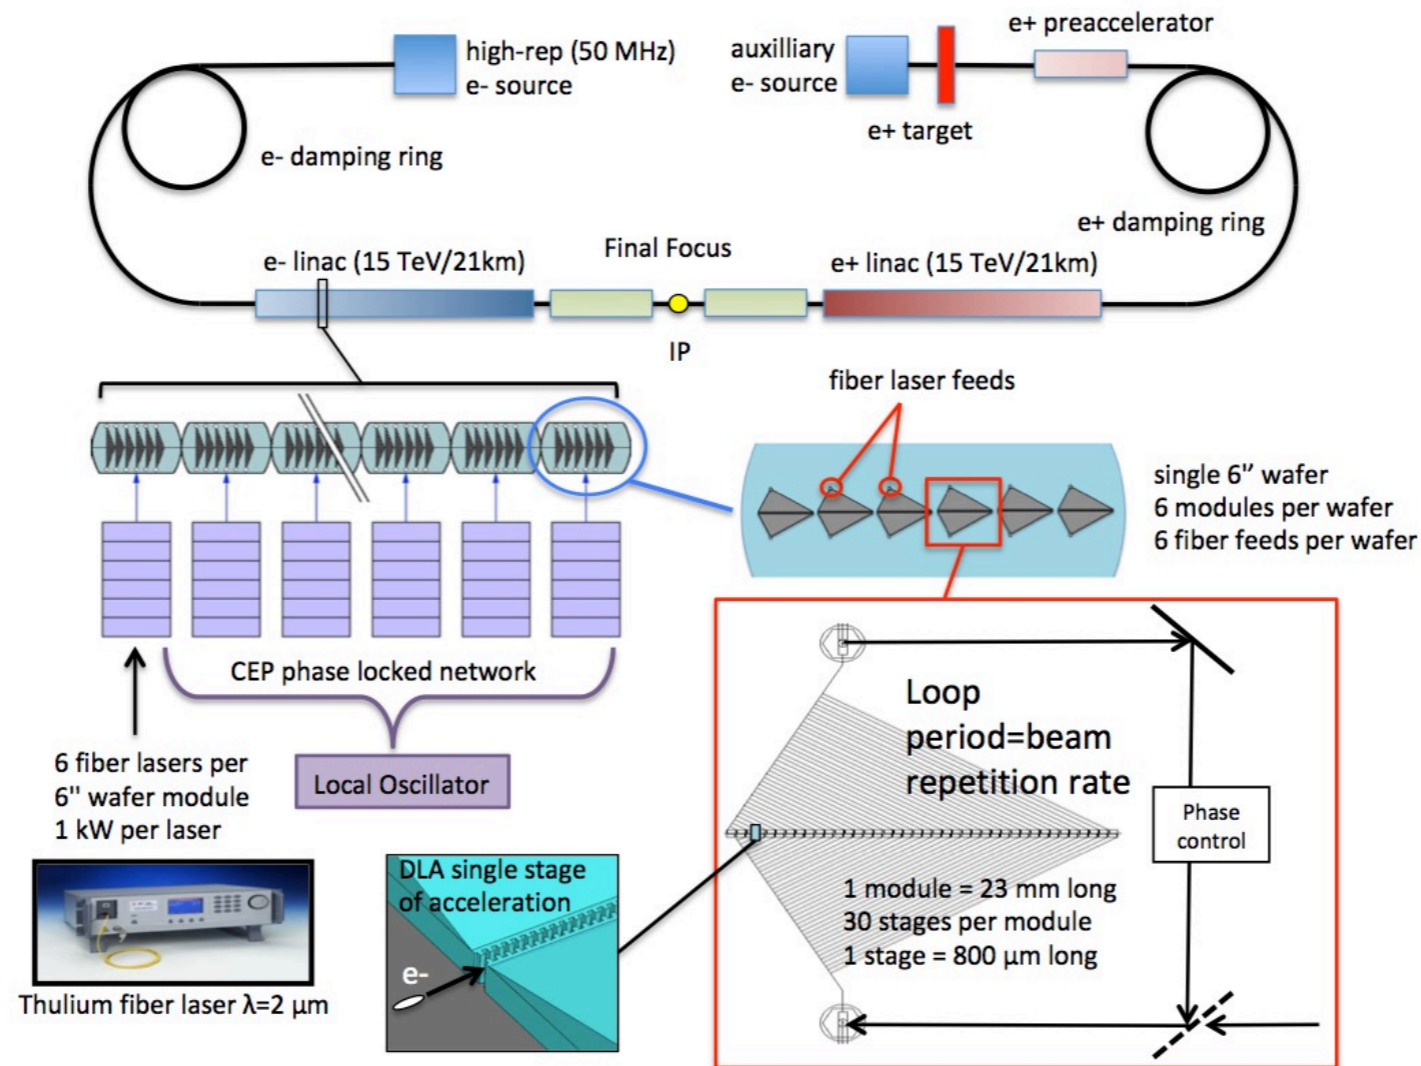 high-rep (50 MHz)
e- source
auxilliary
e- source
e+ preaccelerator
e+ target
e- damping ring
e+ damping ring
e- linac (15 TeV/21km)
Final Focus
e+ linac (15 TeV/21km)
IP
fiber laser feeds
single 6” wafer
6 modules per wafer
6 fiber feeds per wafer
CEP phase locked network
Local Oscillator
6 fiber lasers per
6" wafer module
1 kW per laser
Thulium fiber laser λ=2 μm
DLA single stage
of acceleration
e-
Loop
period=beam
repetition rate
Phase
control
1 module = 23 mm long
30 stages per module
1 stage = 800 μm long